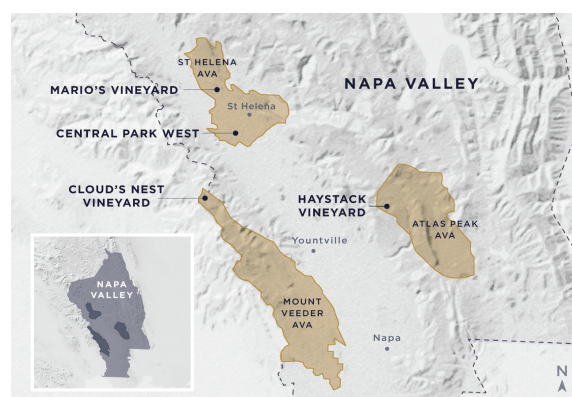 ST HELENA
AVA
NAPA VALLEY
MARIO'S VINEYARD
St Helena
CENTRAL PARK WEST
CLOUD'S NEST
VINEYARD
HAYSTACK
VINEYARD
ATLAS PEAK
AVA
Yountville
NAPA
VALLEY
MOUNT
VEEDER
AVA
Napa
N